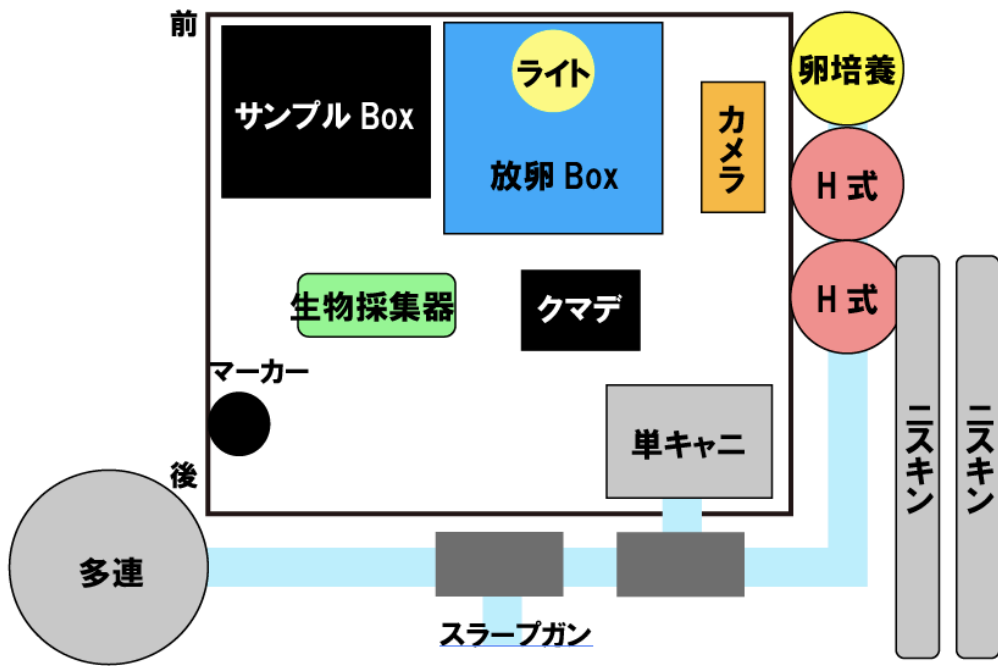 前
サンプル Box
ライト
放卵 Box
カメラ
卵培養
H 式
H 式
生物採集器
クマデ
マーカー
単キャニ
ニスキン
ニスキン
後
多連
スラープガン